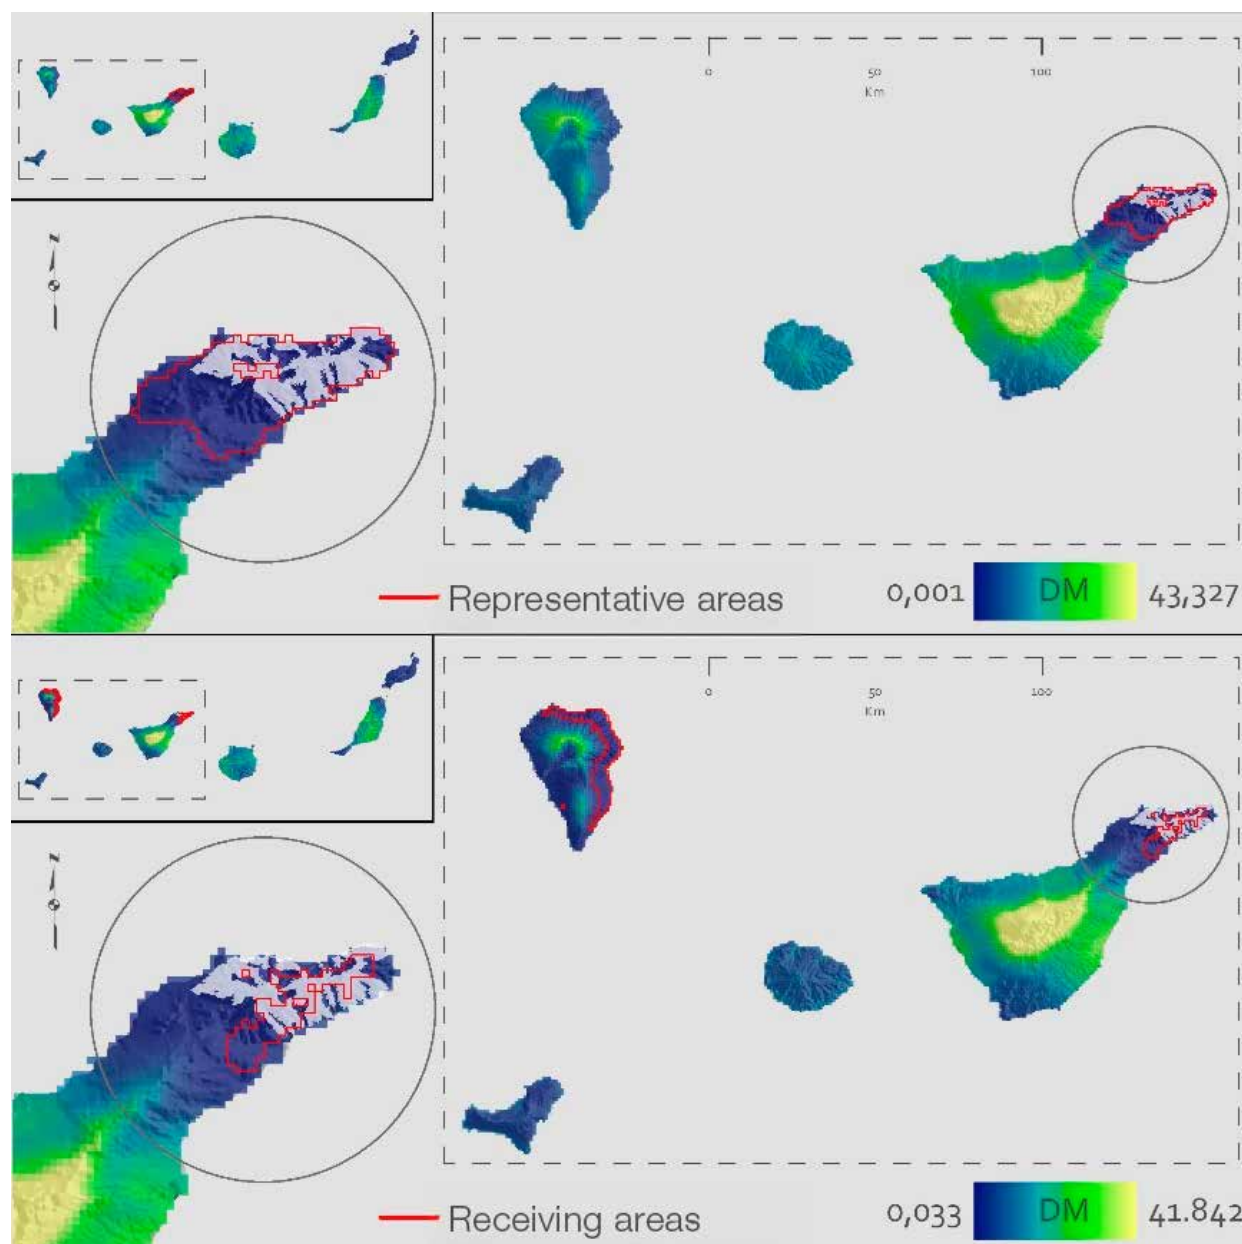 0 50 100
Km
N
Representative areas
0,001 DM 43,327
0 50 100
Km
N
Receiving areas
0,033 DM 41.842